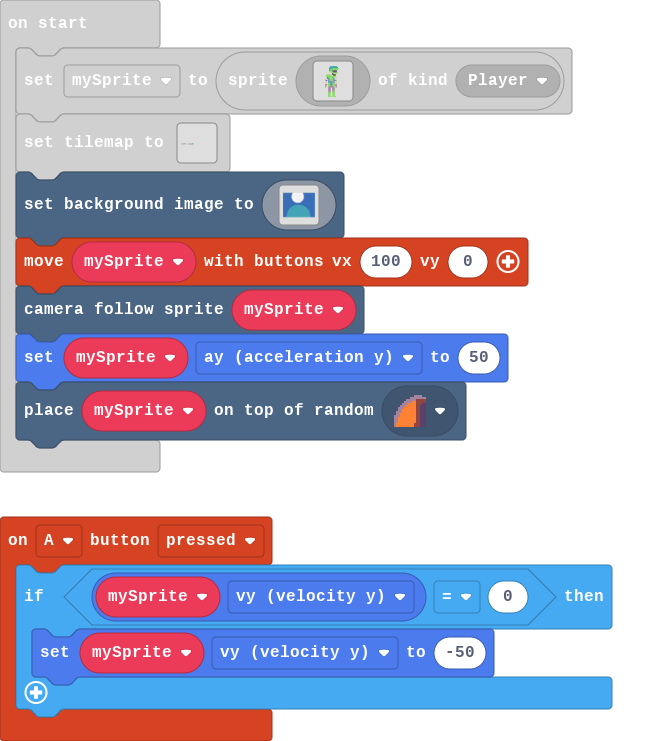 on start
set mySprite to sprite of kind Player
set tilemap to
set background image to
move mySprite with buttons vx 100 vy 0
camera follow sprite mySprite
set mySprite ay (acceleration y) to 50
place mySprite on top of random
on A button pressed
if mySprite vy (velocity y) = 0 then
set mySprite vy (velocity y) to -50